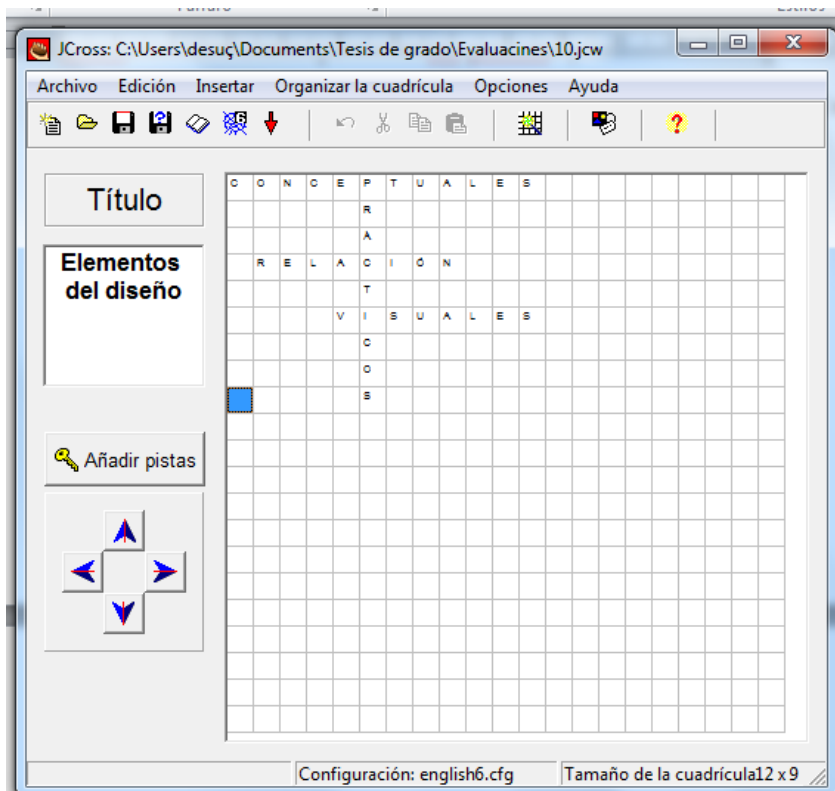 JCross: C:\Users\desuç\Documents\Tesis de grado\Evaluacines\10.jcw
Archivo Edición Insertar Organizar la cuadrícula Opciones Ayuda
Título
Elementos
del diseño
Añadir pistas
C O N C E P T U A L E S
R
A
R E L A C I Ó N
T
V I S U A L E S
C
O
S
Configuración: english6.cfg
Tamaño de la cuadrícula12 x 9